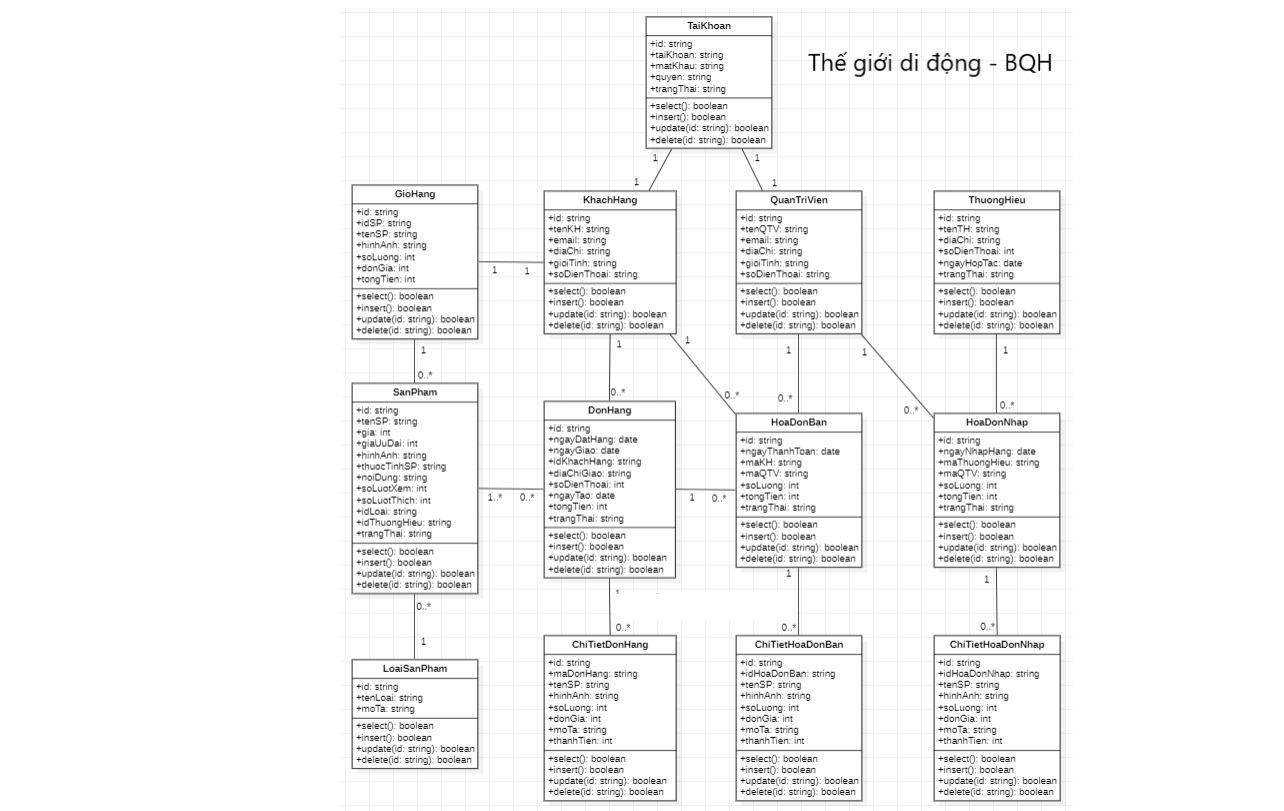 TaiKhoan
+id: string
+taiKhoan: string
+matKhau: string
+quyen: string
+trangThai: string
+select(): boolean
+insert(): boolean
+update(id: string): boolean
+delete(id: string): boolean
Thế giới di động - BQH
1
1
1
1
GioHang
+id: string
+idSP: string
+tenSP: string
+hinhAnh: string
+soLuong: int
+donGia: int
+tongTien: int
+select(): boolean
+insert(): boolean
+update(id: string): boolean
+delete(id: string): boolean
1
1
KhachHang
+id: string
+tenKH: string
+email: string
+diaChi: string
+gioiTinh: string
+soDienThoai: string
+select(): boolean
+insert(): boolean
+update(id: string): boolean
+delete(id: string): boolean
QuanTriVien
+id: string
+tenQTV: string
+email: string
+diaChi: string
+gioiTinh: string
+soDienThoai: string
+select(): boolean
+insert(): boolean
+update(id: string): boolean
+delete(id: string): boolean
ThuongHieu
+id: string
+tenTH: string
+diaChi: string
+soDienThoai: int
+ngayHopTac: date
+trangThai: string
+select(): boolean
+insert(): boolean
+update(id: string): boolean
+delete(id: string): boolean
1
0..*
1
0..*
1
0..*
1
0..*
1
0..*
1
0..*
SanPham
+id: string
+tenSP: string
+gia: int
+giaUuDai: int
+hinhAnh: string
+thuocTinhSP: string
+noiDung: string
+soLuotXem: int
+soLuotThich: int
+idLoai: string
+idThuongHieu: string
+trangThai: string
+select(): boolean
+insert(): boolean
+update(id: string): boolean
+delete(id: string): boolean
1..*
0..*
DonHang
+id: string
+ngayDatHang: date
+ngayGiao: date
+idKhachHang: string
+diaChiGiao: string
+soDienThoai: int
+ngayTao: date
+tongTien: int
+trangThai: string
+select(): boolean
+insert(): boolean
+update(id: string): boolean
+delete(id: string): boolean
1
0..*
HoaDonBan
+id: string
+ngayThanhToan: date
+maKH: string
+maQTV: string
+soLuong: int
+tongTien: int
+trangThai: string
+select(): boolean
+insert(): boolean
+update(id: string): boolean
+delete(id: string): boolean
HoaDonNhap
+id: string
+ngayNhapHang: date
+maThuongHieu: string
+maQTV: string
+soLuong: int
+tongTien: int
+trangThai: string
+select(): boolean
+insert(): boolean
+update(id: string): boolean
+delete(id: string): boolean
0..*
1
0..*
1
0..*
1
0..*
LoaiSanPham
+id: string
+tenLoai: string
+moTa: string
+select(): boolean
+insert(): boolean
+update(id: string): boolean
+delete(id: string): boolean
ChiTietDonHang
+id: string
+maDonHang: string
+tenSP: string
+hinhAnh: string
+soLuong: int
+donGia: int
+moTa: string
+thanhTien: int
+select(): boolean
+insert(): boolean
+update(id: string): boolean
+delete(id: string): boolean
ChiTietHoaDonBan
+id: string
+idHoaDonBan: string
+tenSP: string
+hinhAnh: string
+soLuong: int
+donGia: int
+moTa: string
+thanhTien: int
+select(): boolean
+insert(): boolean
+update(id: string): boolean
+delete(id: string): boolean
ChiTietHoaDonNhap
+id: string
+idHoaDonNhap: string
+tenSP: string
+hinhAnh: string
+soLuong: int
+donGia: int
+moTa: string
+thanhTien: int
+select(): boolean
+insert(): boolean
+update(id: string): boolean
+delete(id: string): boolean